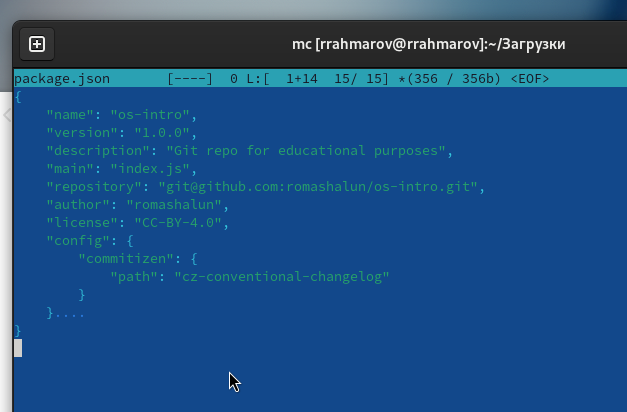 mc [rrahmarov@rrahmarov]:~/Загрузки
package.json       [----]  0 L:[  1+14  15/ 15] *(356 / 356b) <EOF>
{
    "name": "os-intro",
    "version": "1.0.0",
    "description": "Git repo for educational purposes",
    "main": "index.js",
    "repository": "git@github.com:romashalun/os-intro.git",
    "author": "romashalun",
    "license": "CC-BY-4.0",
    "config": {
        "commitizen": {
            "path": "cz-conventional-changelog"
        }
    }....
}